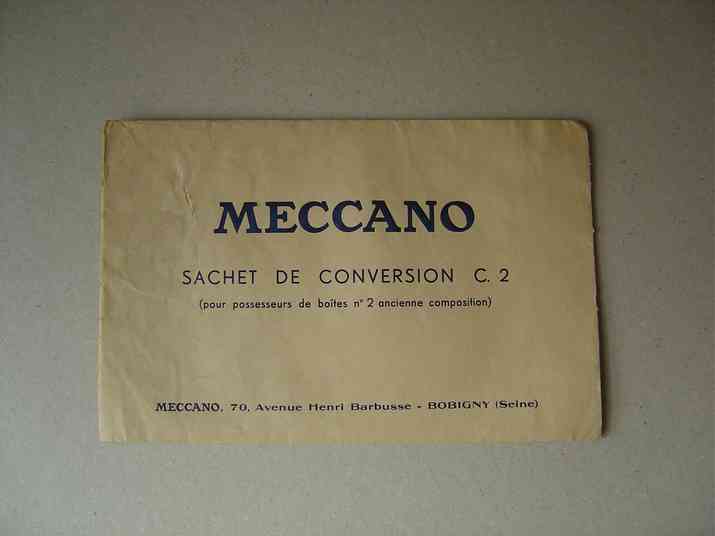 MECCANO
SACHET DE CONVERSION C. 2
(pour possesseurs de boîtes n° 2 ancienne composition)
MECCANO, 70, Avenue Henri Barbusse - BOBIGNY (Seine)